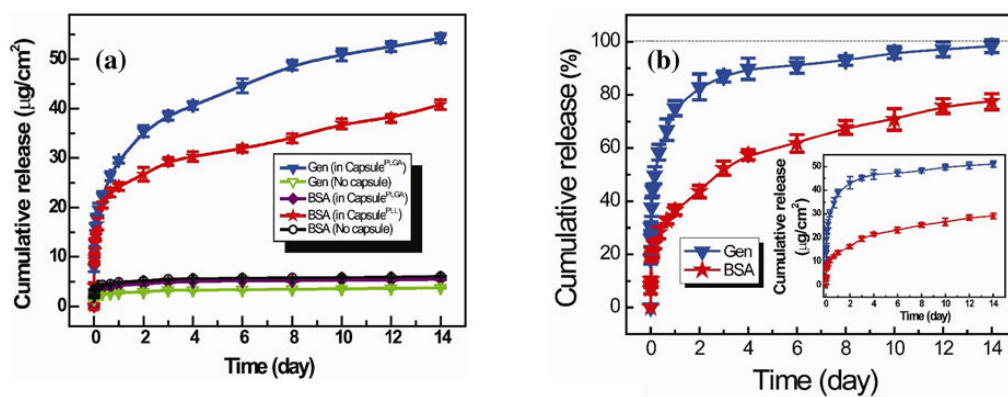 (a)
Cumulative release (μg/cm²)
50
40
30
20
10
0
Gen (in Capsule^PLGA)
Gen (No capsule)
BSA (in Capsule^PLGA)
BSA (in Capsule^PLL)
BSA (No capsule)
0 2 4 6 8 10 12 14
Time (day)
(b)
Cumulative release (%)
100
80
60
40
20
0
Gen
BSA
0 2 4 6 8 10 12 14
Time (day)
Cumulative release
(μg/cm²)
50
40
30
20
10
0
0 2 4 6 8 10 12 14
Time (day)